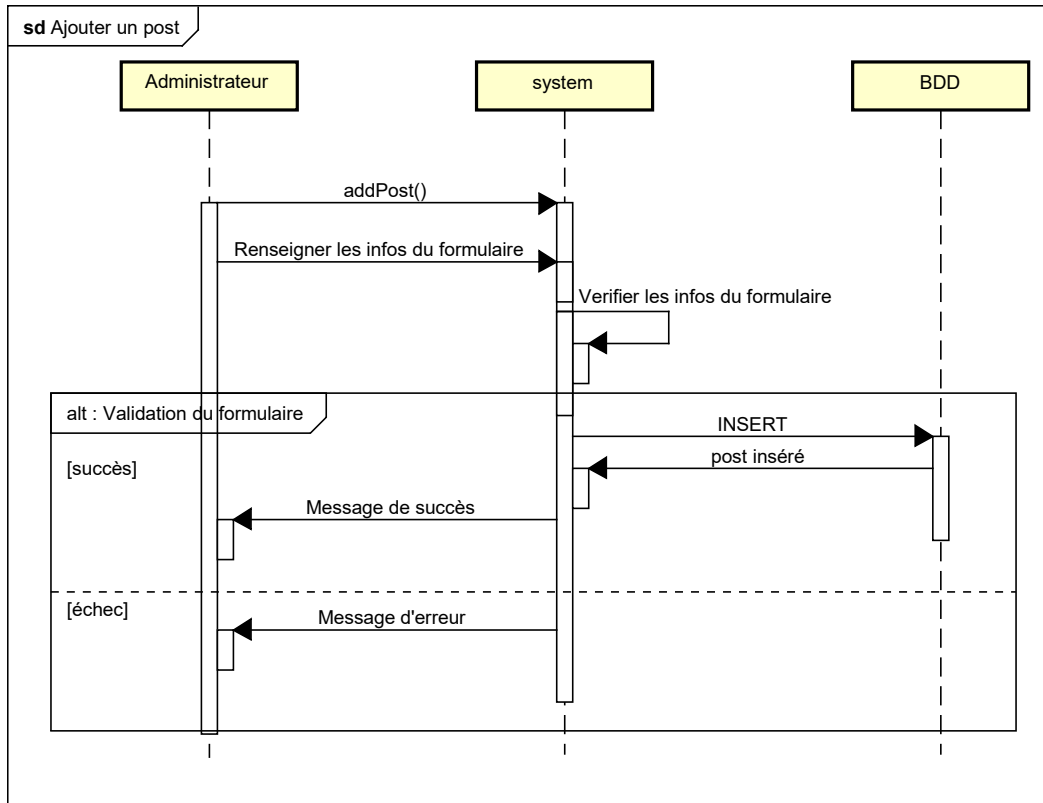 sd Ajouter un post
Administrateur
system
BDD
addPost()
Renseigner les infos du formulaire
Verifier les infos du formulaire
alt : Validation du formulaire
INSERT
post inséré
[succès]
Message de succès
[échec]
Message d'erreur